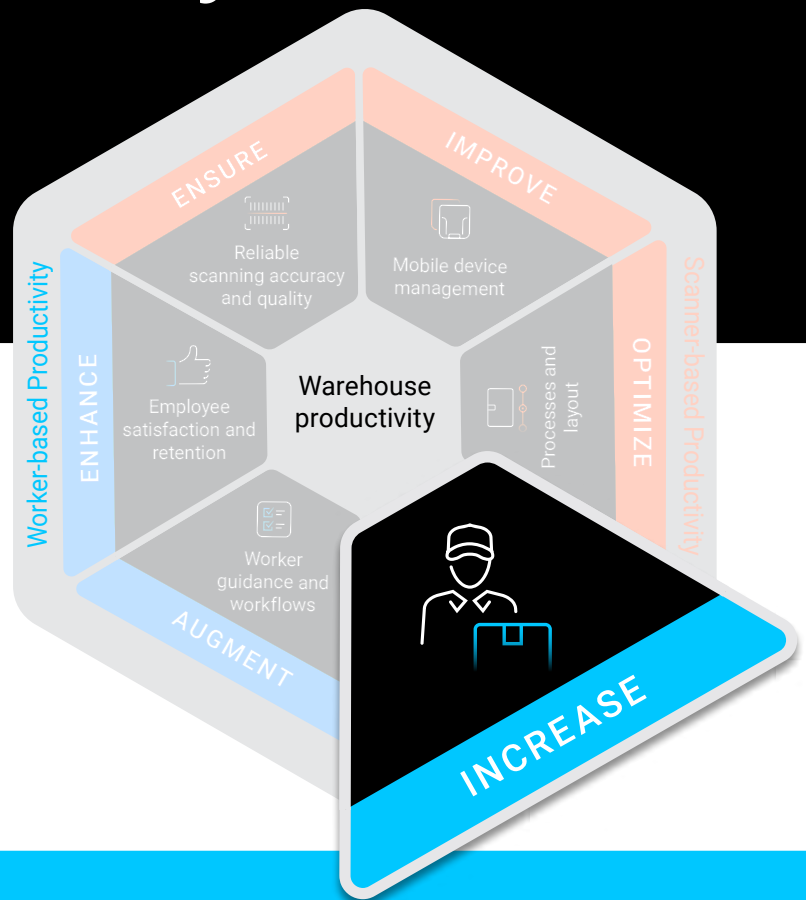 ENSURE
IMPROVE
Reliable
scanning accuracy
and quality
Mobile device
management
Worker-based Productivity
ENHANCE
Employee
satisfaction and
retention
Warehouse
productivity
Processes and
layout
OPTIMIZE
Scanner-based Productivity
Worker
guidance and
workflows
AUGMENT
INCREASE